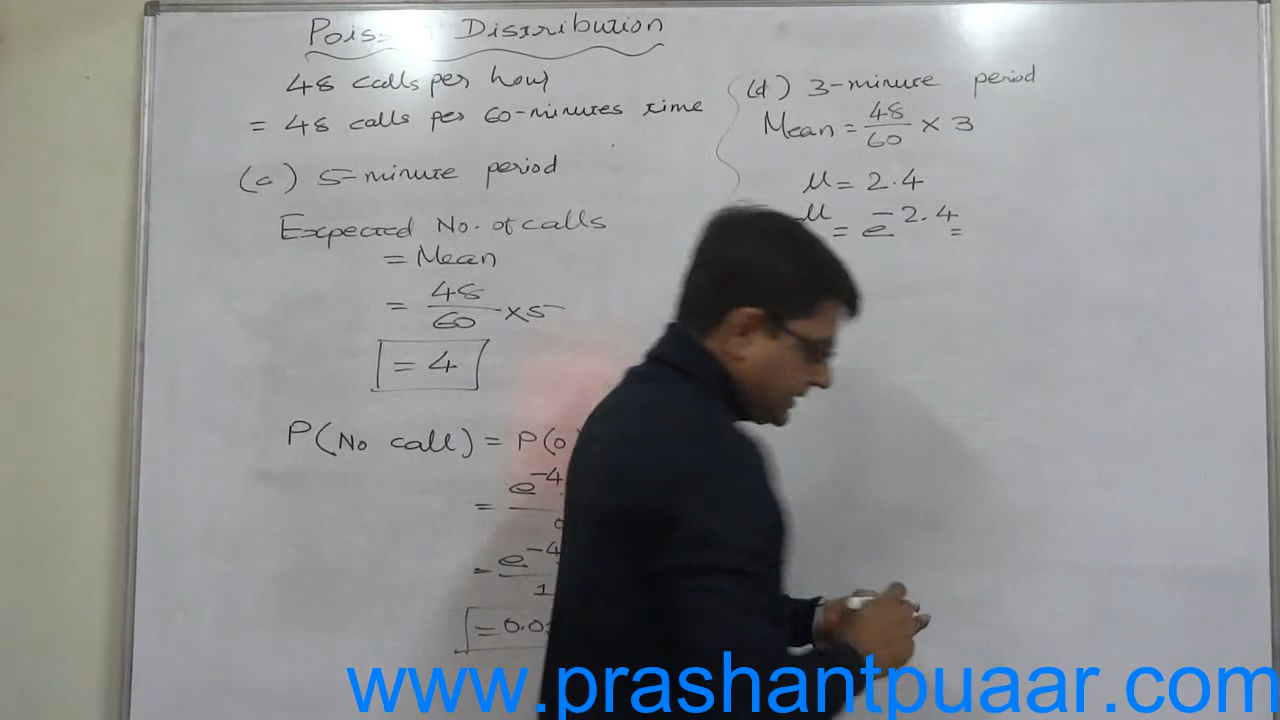 Distribution
48 calls per hour
= 48 calls per 60-minutes time
(c) 5-minute period
Expected No. of calls
= Mean
= 48/60 × 5
= 4
P(No call) = P(0
= e^-4
= e^-4 / 1
= 0.0
(d) 3-minute period
Mean = 48/60 × 3
μ = 2.4
-μ = e^-2.4 =
www.prashantpuaar.com